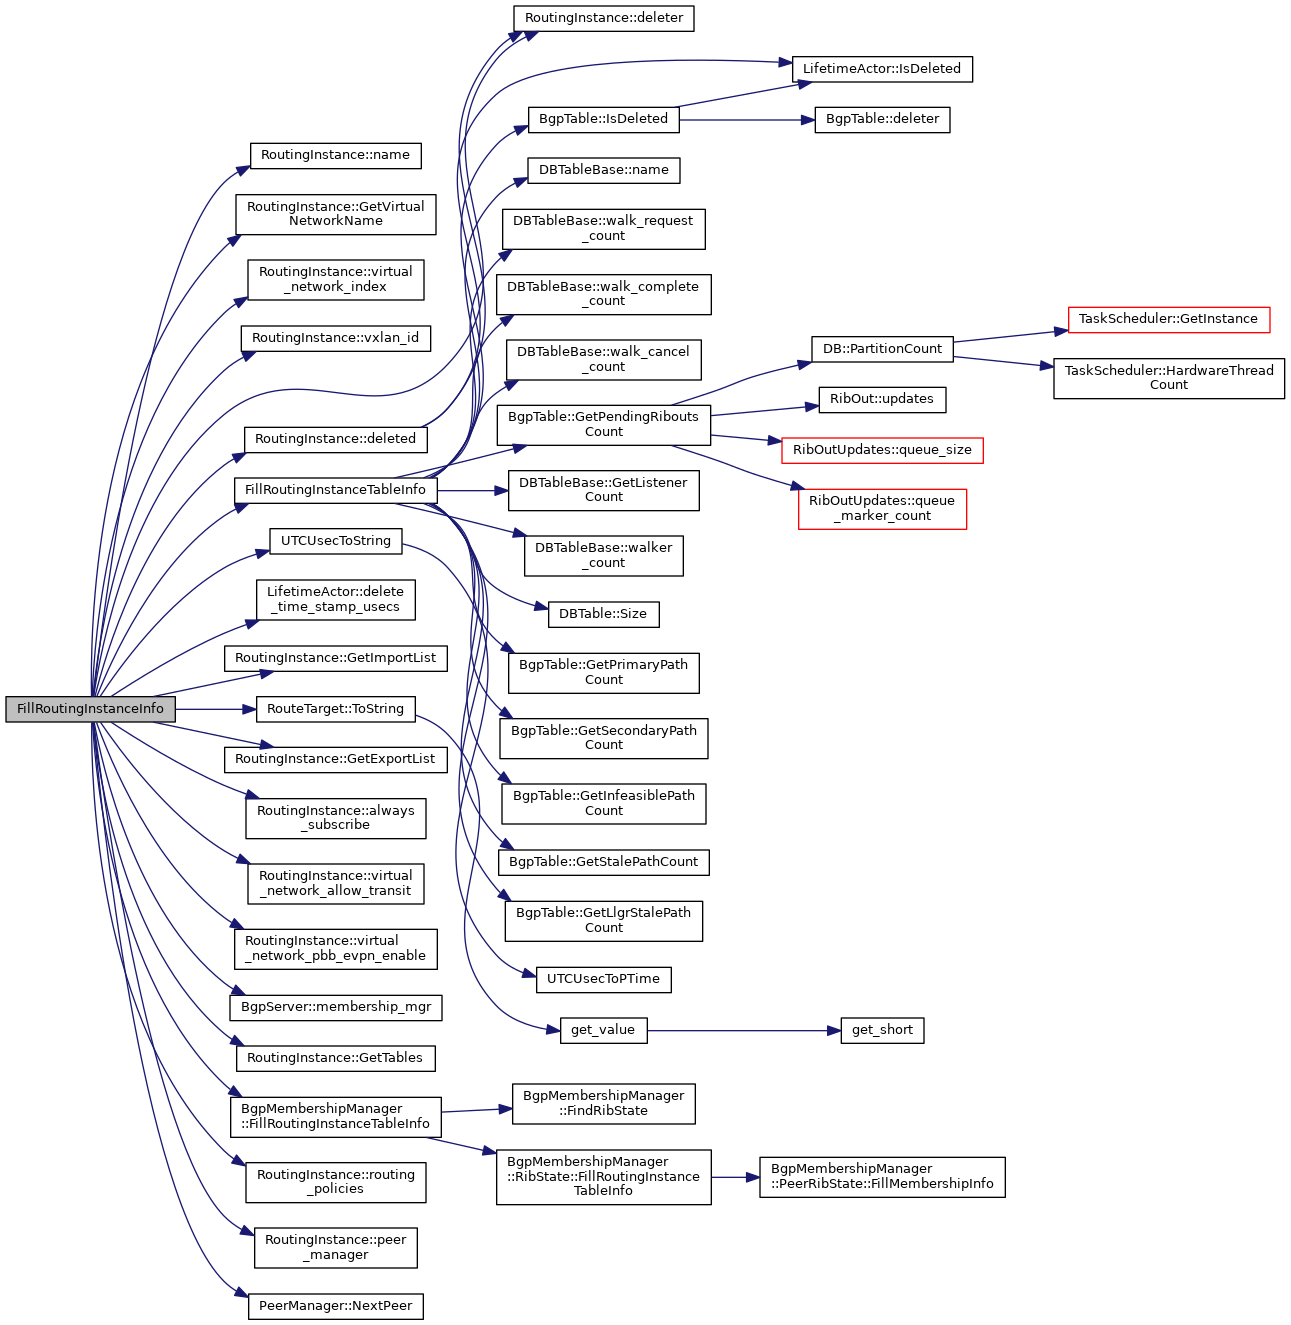 FillRoutingInstanceInfo
RoutingInstance::name
RoutingInstance::GetVirtual
NetworkName
RoutingInstance::virtual
_network_index
RoutingInstance::vxlan_id
RoutingInstance::deleted
FillRoutingInstanceTableInfo
UTCUsecToString
LifetimeActor::delete
_time_stamp_usecs
RoutingInstance::GetImportList
RouteTarget::ToString
RoutingInstance::GetExportList
RoutingInstance::always
_subscribe
RoutingInstance::virtual
_network_allow_transit
RoutingInstance::virtual
_network_pbb_evpn_enable
BgpServer::membership_mgr
RoutingInstance::GetTables
BgpMembershipManager
::FillRoutingInstanceTableInfo
RoutingInstance::routing
_policies
RoutingInstance::peer
_manager
PeerManager::NextPeer
RoutingInstance::deleter
BgpTable::IsDeleted
DBTableBase::name
DBTableBase::walk_request
_count
DBTableBase::walk_complete
_count
DBTableBase::walk_cancel
_count
BgpTable::GetPendingRibouts
Count
DBTableBase::GetListener
Count
DBTableBase::walker
_count
DBTable::Size
BgpTable::GetPrimaryPath
Count
BgpTable::GetSecondaryPath
Count
BgpTable::GetInfeasiblePath
Count
BgpTable::GetStalePathCount
BgpTable::GetLlgrStalePath
Count
UTCUsecToPTime
get_value
BgpMembershipManager
::FindRibState
BgpMembershipManager
::RibState::FillRoutingInstance
TableInfo
LifetimeActor::IsDeleted
BgpTable::deleter
DB::PartitionCount
RibOut::updates
RibOutUpdates::queue_size
RibOutUpdates::queue
_marker_count
get_short
BgpMembershipManager
::PeerRibState::FillMembershipInfo
TaskScheduler::GetInstance
TaskScheduler::HardwareThread
Count